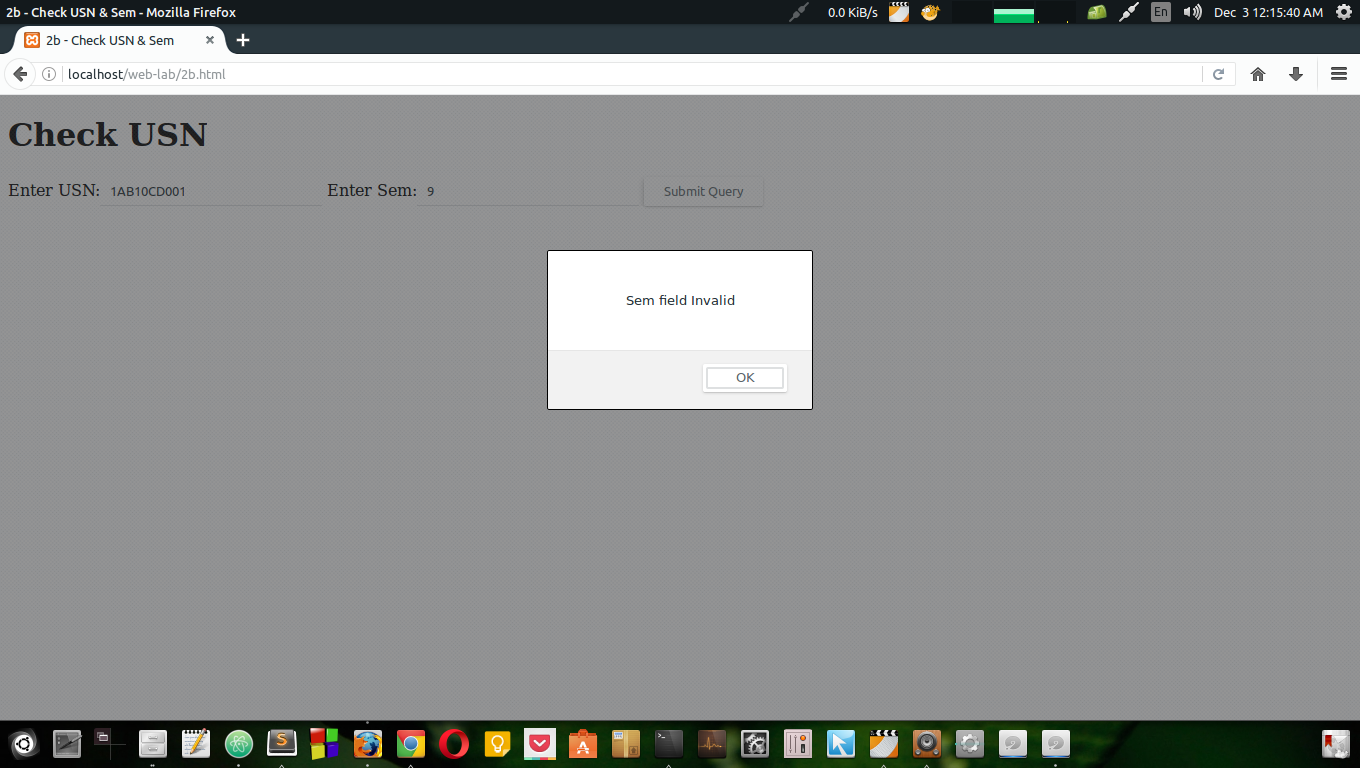 2b - Check USN & Sem - Mozilla Firefox
0.0 KiB/s
En
Dec 3 12:15:40 AM
2b - Check USN & Sem
localhost/web-lab/2b.html
Check USN
Enter USN: 1AB10CD001 Enter Sem: 9 Submit Query
Sem field Invalid
OK